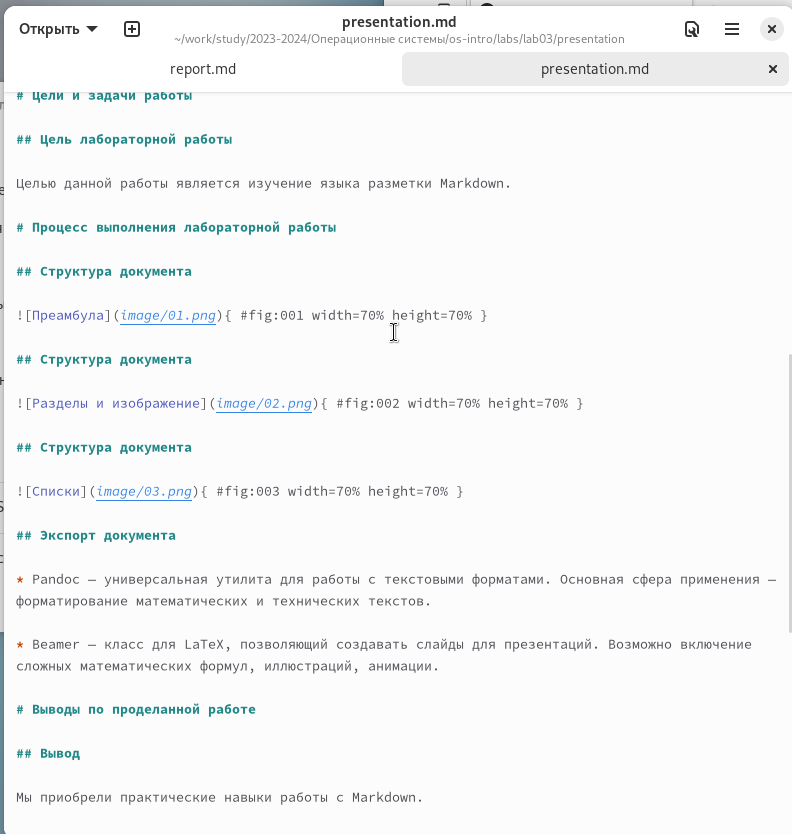 Открыть
presentation.md
~/work/study/2023-2024/Операционные системы/os-intro/labs/lab03/presentation
report.md
presentation.md
# Цели и задачи работы
## Цель лабораторной работы
Целью данной работы является изучение языка разметки Markdown.
# Процесс выполнения лабораторной работы
## Структура документа
![Преамбула](image/01.png){ #fig:001 width=70% height=70% }
## Структура документа
![Разделы и изображение](image/02.png){ #fig:002 width=70% height=70% }
## Структура документа
![Списки](image/03.png){ #fig:003 width=70% height=70% }
## Экспорт документа
* Pandoc — универсальная утилита для работы с текстовыми форматами. Основная сфера применения —
форматирование математических и технических текстов.
* Beamer — класс для LaTeX, позволяющий создавать слайды для презентаций. Возможно включение
сложных математических формул, иллюстраций, анимации.
# Выводы по проделанной работе
## Вывод
Мы приобрели практические навыки работы с Markdown.